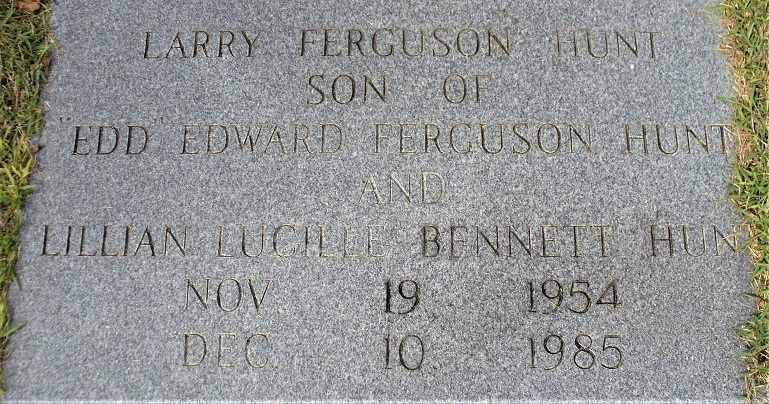 LARRY FERGUSON HUNT
SON OF
"EDD" EDWARD FERGUSON HUNT
AND
LILLIAN LUCILLE BENNETT HUNT
NOV. 19, 1954
DEC. 10, 1985